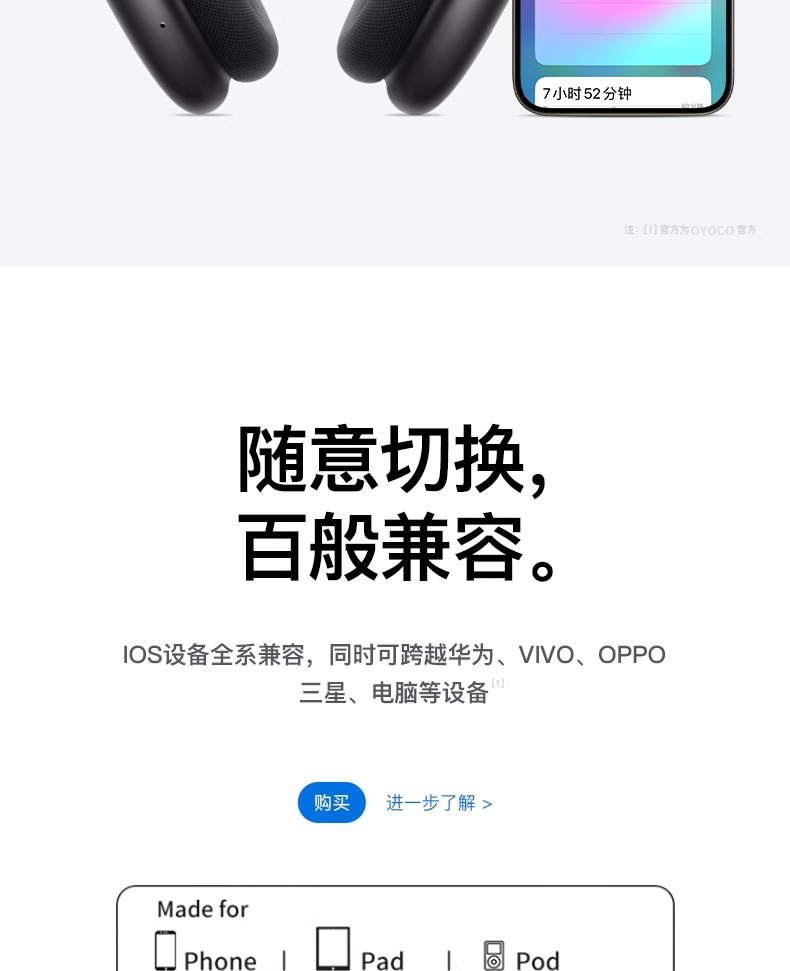 7小时52分钟
60分钟
注：[1]官方为OYOCO官方
随意切换，
百般兼容。
IOS设备全系兼容，同时可跨越华为、VIVO、OPPO
三星、电脑等设备[1]
购买 进一步了解 >
Made for
Phone | Pad | Pod